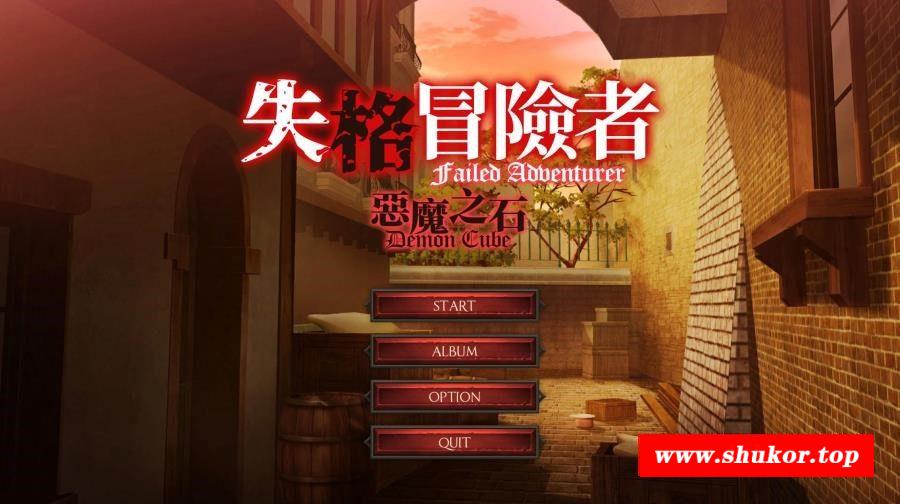 失格冒險者
Failed Adventurer
惡魔之石
Demon Cube
START
ALBUM
OPTION
QUIT
www.shukor.top